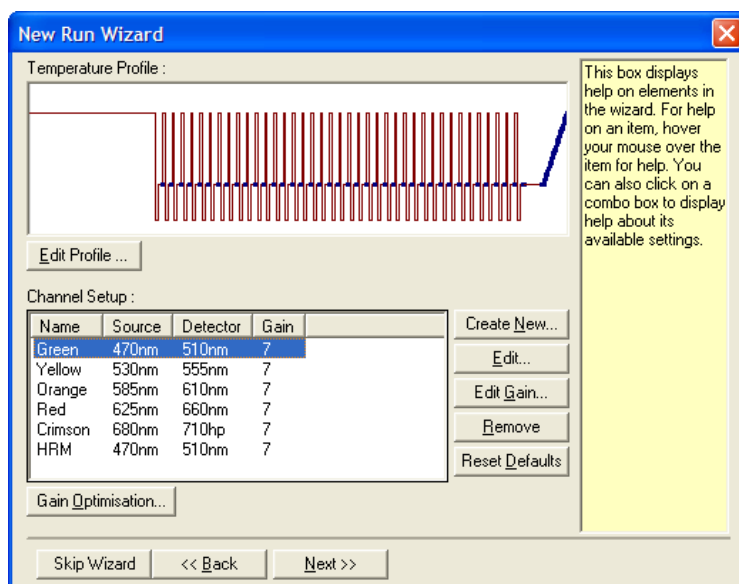 New Run Wizard
Temperature Profile :
This box displays
help on elements in
the wizard. For help
on an item, hover
your mouse over the
item for help. You
can also click on a
combo box to display
help about its
available settings.
Edit Profile ...
Channel Setup :
Name Source Detector Gain
Green 470nm 510nm 7
Yellow 530nm 555nm 7
Orange 585nm 610nm 7
Red 625nm 660nm 7
Crimson 680nm 710hp 7
HRM 470nm 510nm 7
Create New...
Edit...
Edit Gain...
Remove
Reset Defaults
Gain Optimisation...
Skip Wizard << Back Next >>